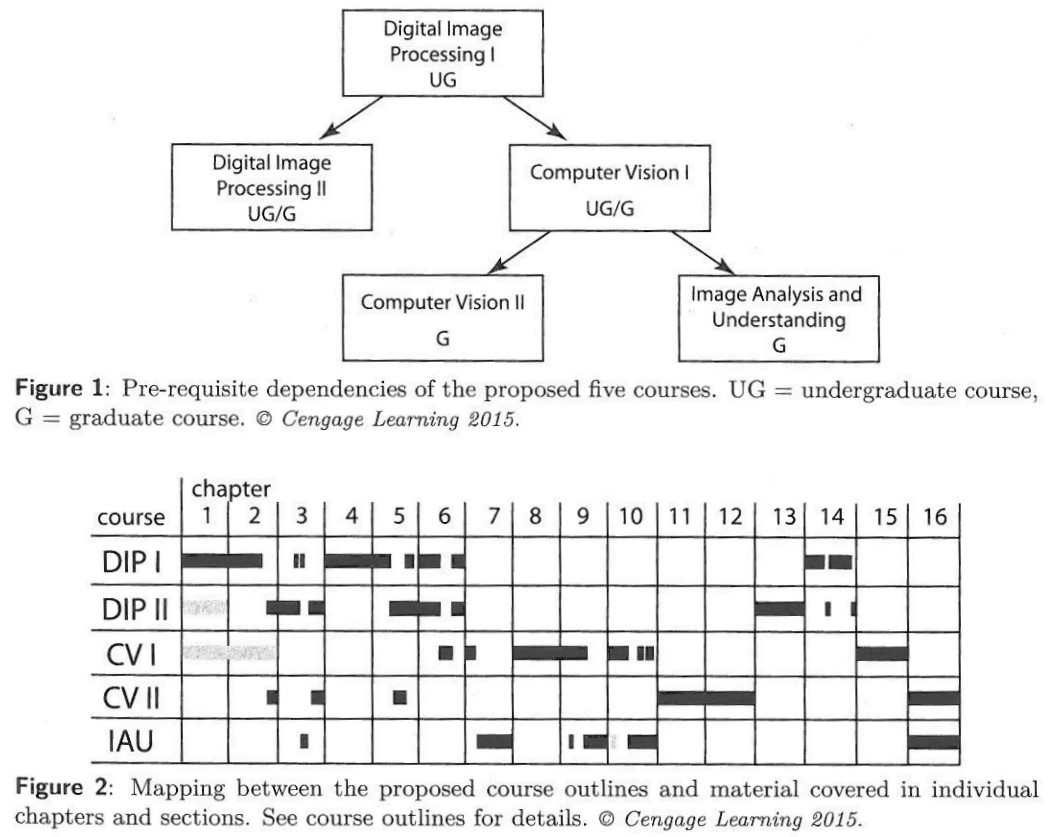 Digital Image
Processing I
UG
Digital Image
Processing II
UG/G
Computer Vision I
UG/G
Computer Vision II
G
Image Analysis and
Understanding
G
Figure 1: Pre-requisite dependencies of the proposed five courses. UG = undergraduate course,
G = graduate course. © Cengage Learning 2015.
chapter
course 1 2 3 4 5 6 7 8 9 10 11 12 13 14 15 16
DIP I
DIP II
CV I
CV II
IAU
Figure 2: Mapping between the proposed course outlines and material covered in individual
chapters and sections. See course outlines for details. © Cengage Learning 2015.